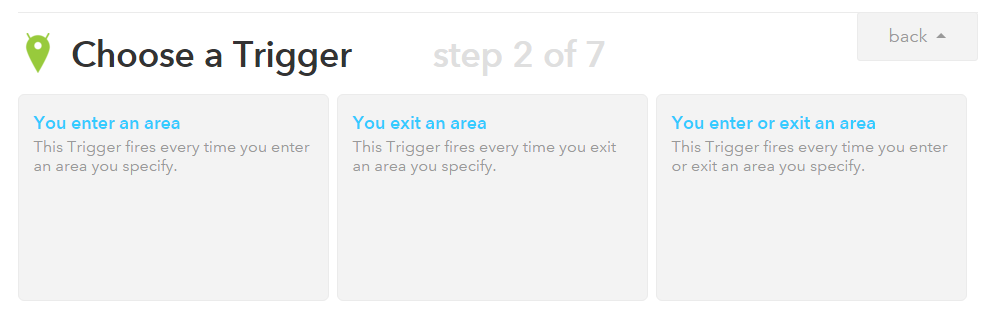 Choose a Trigger step 2 of 7 back
You enter an area
This Trigger fires every time you enter
an area you specify.
You exit an area
This Trigger fires every time you exit
an area you specify.
You enter or exit an area
This Trigger fires every time you enter
or exit an area you specify.